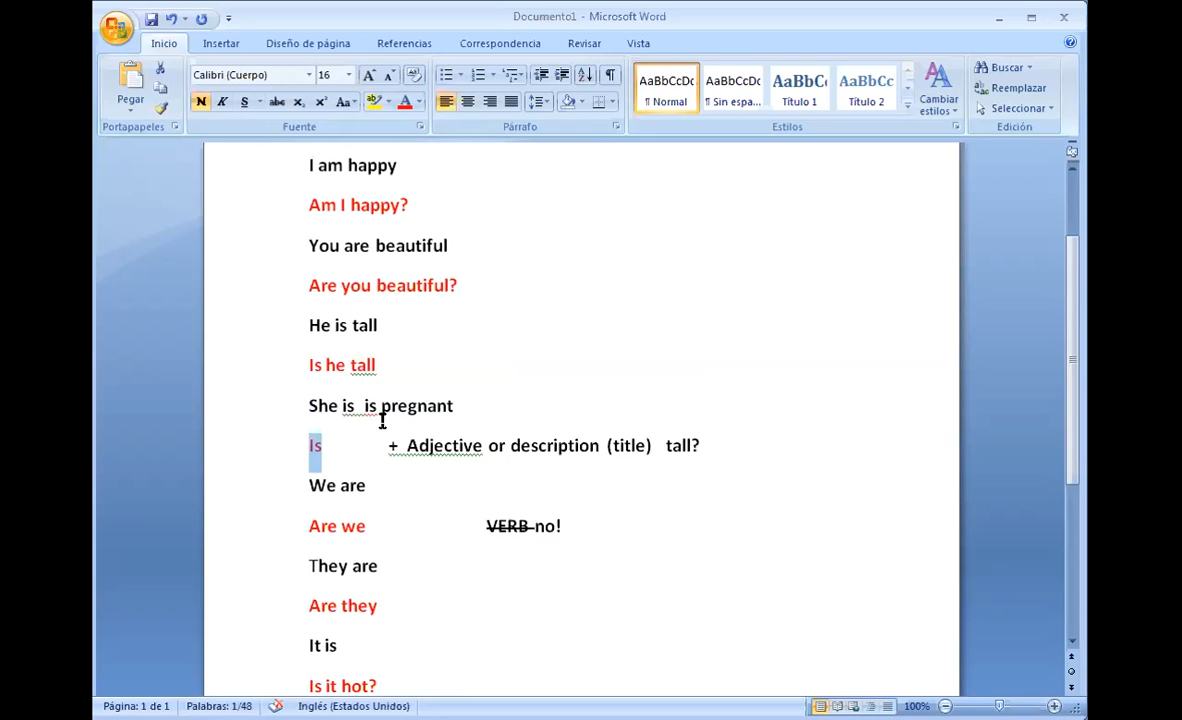 Documento1 - Microsoft Word
Inicio Insertar Diseño de página Referencias Correspondencia Revisar Vista
Pegar
Calibri (Cuerpo) 16
N K S abc x₂ x² Aa
AaBbCcDc AaBbCcDc AaBbC AaBbCc
¶ Normal ¶ Sin espa... Título 1 Título 2
Cambiar estilos
Buscar
Reemplazar
Seleccionar
Portapapeles Fuente Párrafo Estilos Edición
I am happy
Am I happy?
You are beautiful
Are you beautiful?
He is tall
Is he tall
She is is pregnant
Is + Adjective or description (title) tall?
We are
Are we VERB no!
They are
Are they
It is
Is it hot?
Página: 1 de 1 Palabras: 1/48 Inglés (Estados Unidos) 100%